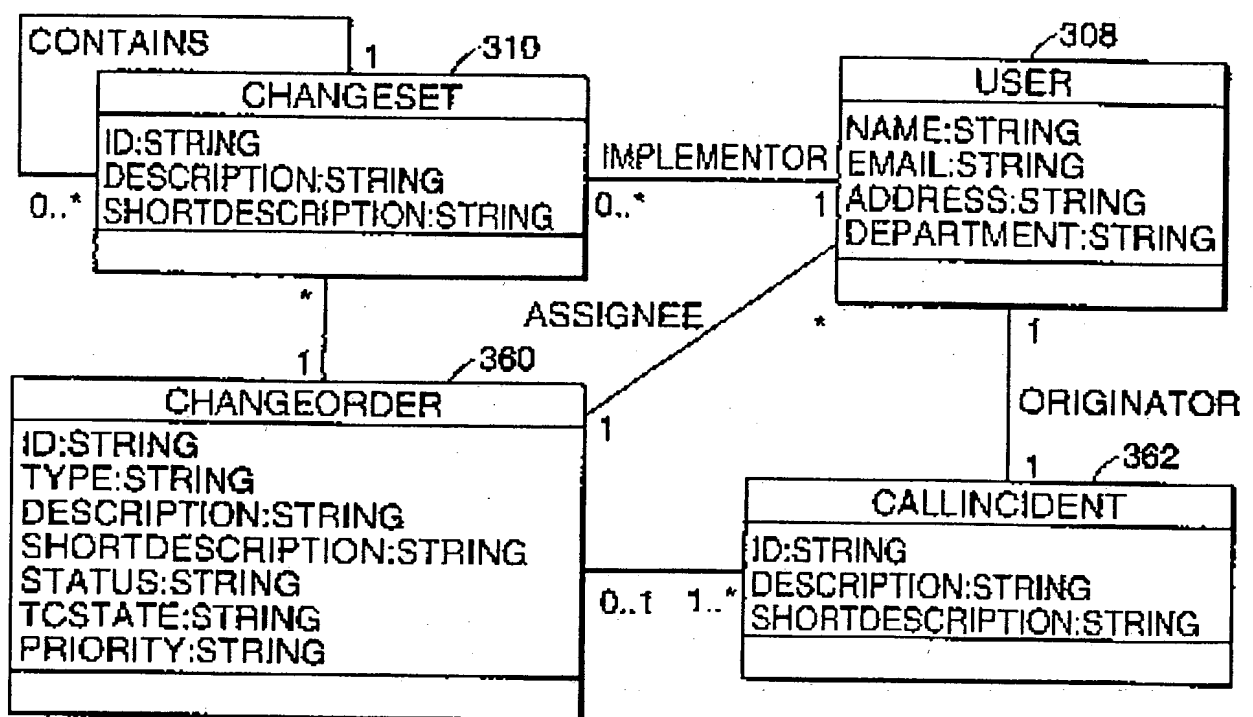 CONTAINS
1
310
CHANGESET
ID:STRING
DESCRIPTION:STRING
SHORTDESCRIPTION:STRING
0..*
308
USER
NAME:STRING
EMAIL:STRING
ADDRESS:STRING
DEPARTMENT:STRING
IMPLEMENTOR
0..*
1
*
1
ASSIGNEE
*
1
360
CHANGEORDER
ID:STRING
TYPE:STRING
DESCRIPTION:STRING
SHORTDESCRIPTION:STRING
STATUS:STRING
TCSTATE:STRING
PRIORITY:STRING
1
ORIGINATOR
1
362
CALLINCIDENT
ID:STRING
DESCRIPTION:STRING
SHORTDESCRIPTION:STRING
0..1
1..*